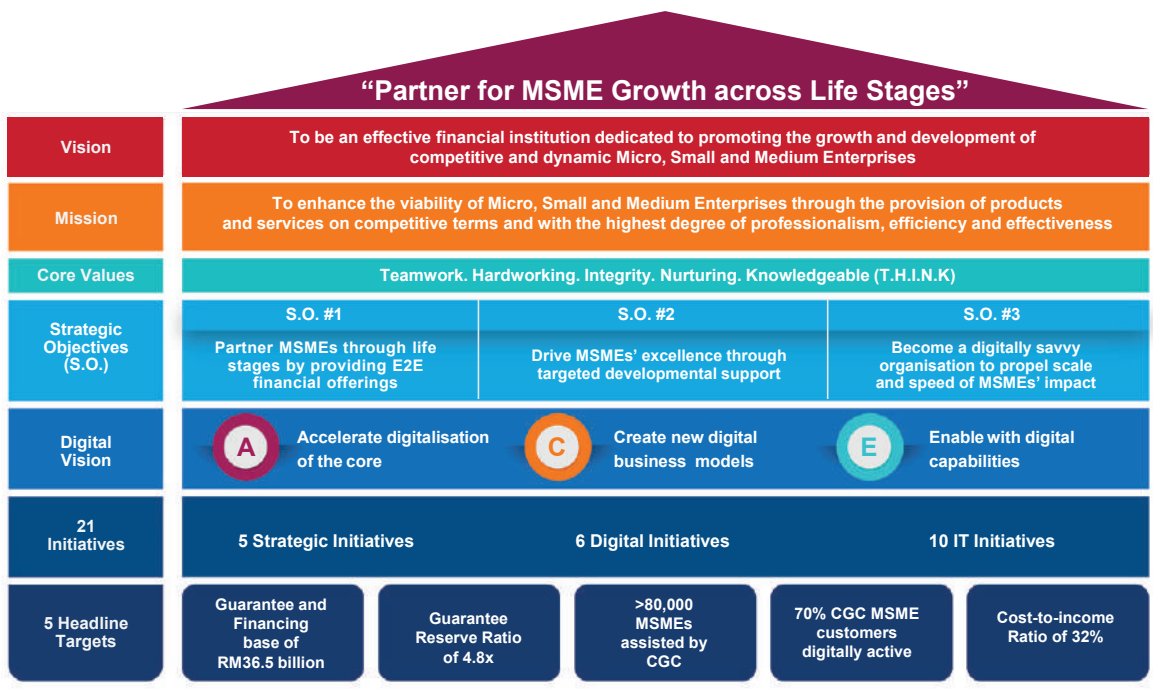 “Partner for MSME Growth across Life Stages”
Vision
To be an effective financial institution dedicated to promoting the growth and development of
competitive and dynamic Micro, Small and Medium Enterprises
Mission
To enhance the viability of Micro, Small and Medium Enterprises through the provision of products
and services on competitive terms and with the highest degree of professionalism, efficiency and effectiveness
Core Values
Teamwork. Hardworking. Integrity. Nurturing. Knowledgeable (T.H.I.N.K)
Strategic
Objectives
(S.O.)
S.O. #1
Partner MSMEs through life
stages by providing E2E
financial offerings
S.O. #2
Drive MSMEs’ excellence through
targeted developmental support
S.O. #3
Become a digitally savvy
organisation to propel scale
and speed of MSMEs’ impact
Digital
Vision
A
Accelerate digitalisation
of the core
C
Create new digital
business models
E
Enable with digital
capabilities
21
Initiatives
5 Strategic Initiatives
6 Digital Initiatives
10 IT Initiatives
5 Headline
Targets
Guarantee and
Financing
base of
RM36.5 billion
Guarantee
Reserve Ratio
of 4.8x
>80,000
MSMEs
assisted by
CGC
70% CGC MSME
customers
digitally active
Cost-to-income
Ratio of 32%